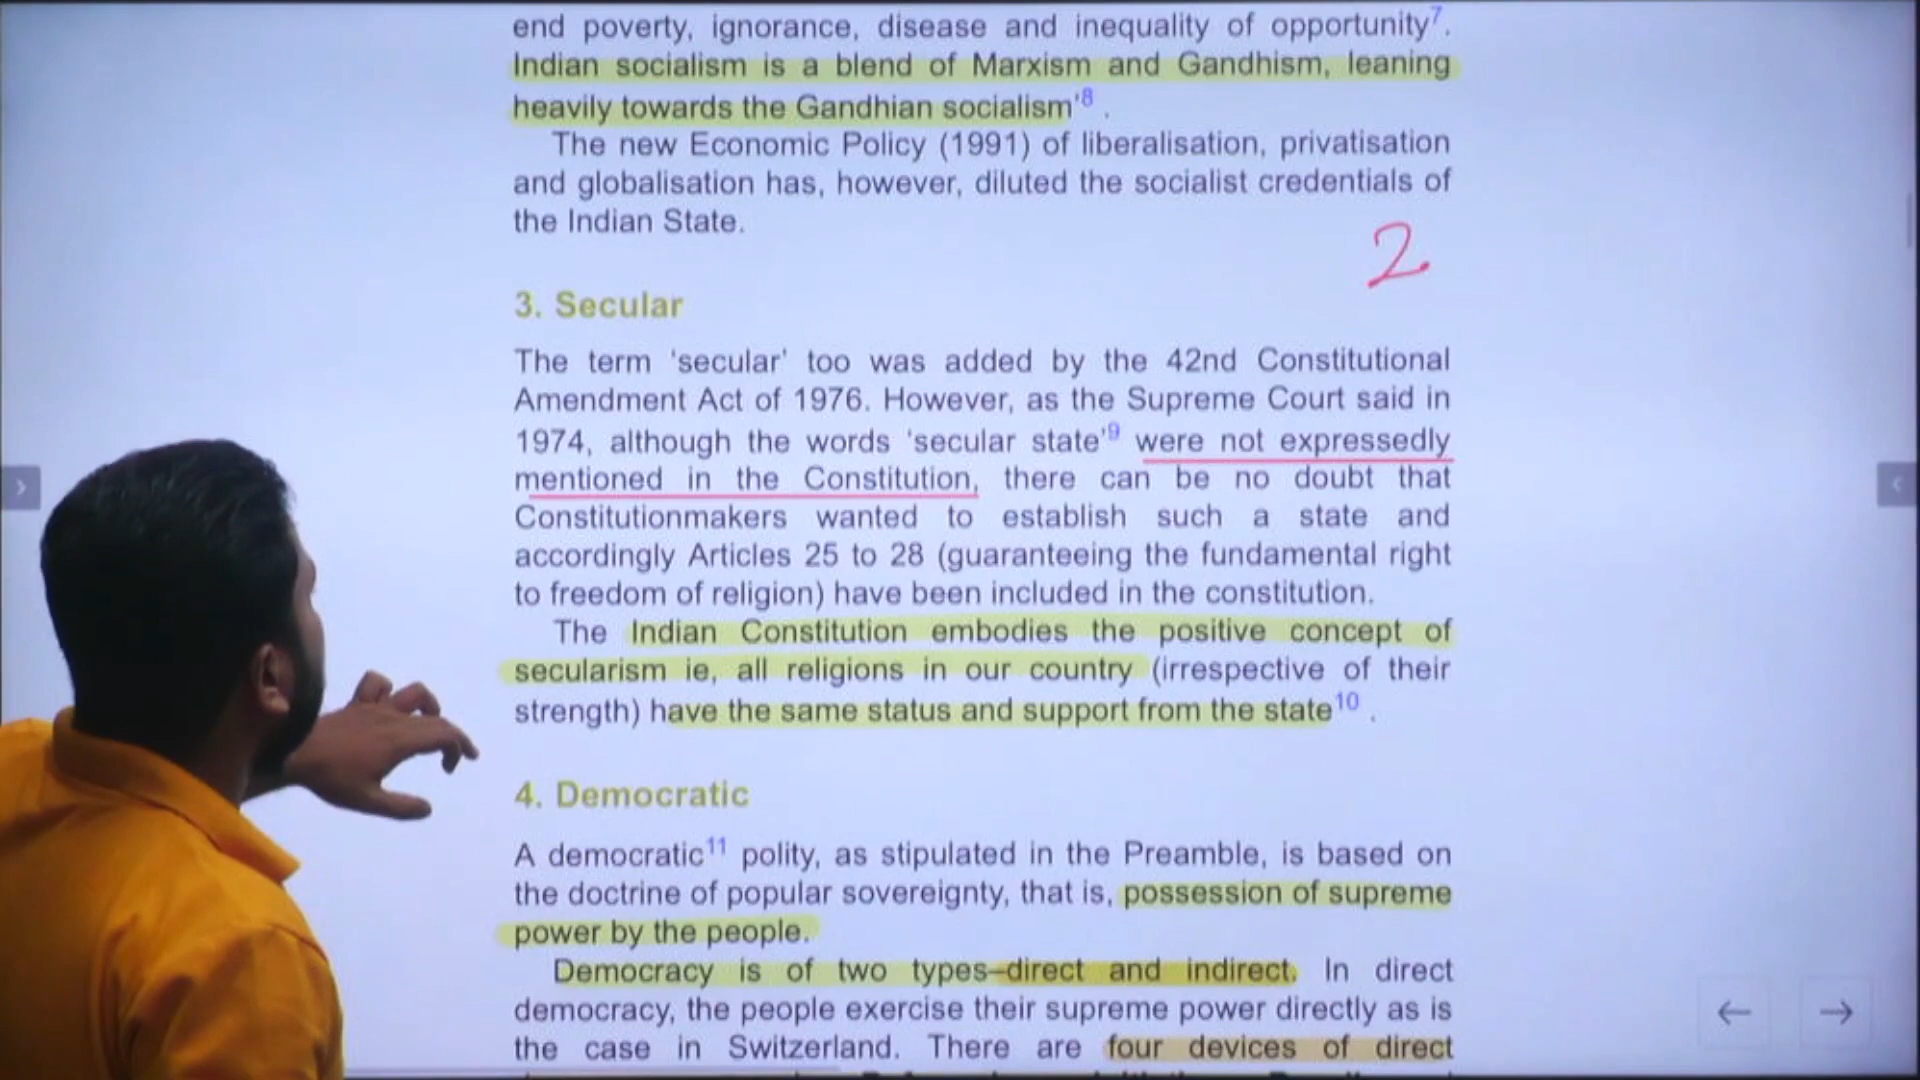 end poverty, ignorance, disease and inequality of opportunity7.
Indian socialism is a blend of Marxism and Gandhism, leaning
heavily towards the Gandhian socialism'8 .
The new Economic Policy (1991) of liberalisation, privatisation
and globalisation has, however, diluted the socialist credentials of
the Indian State.
2
3. Secular
The term 'secular' too was added by the 42nd Constitutional
Amendment Act of 1976. However, as the Supreme Court said in
1974, although the words 'secular state'9 were not expressedly
mentioned in the Constitution, there can be no doubt that
Constitutionmakers wanted to establish such a state and
accordingly Articles 25 to 28 (guaranteeing the fundamental right
to freedom of religion) have been included in the constitution.
The Indian Constitution embodies the positive concept of
secularism ie, all religions in our country (irrespective of their
strength) have the same status and support from the state10 .
4. Democratic
A democratic11 polity, as stipulated in the Preamble, is based on
the doctrine of popular sovereignty, that is, possession of supreme
power by the people.
Democracy is of two types–direct and indirect. In direct
democracy, the people exercise their supreme power directly as is
the case in Switzerland. There are four devices of direct